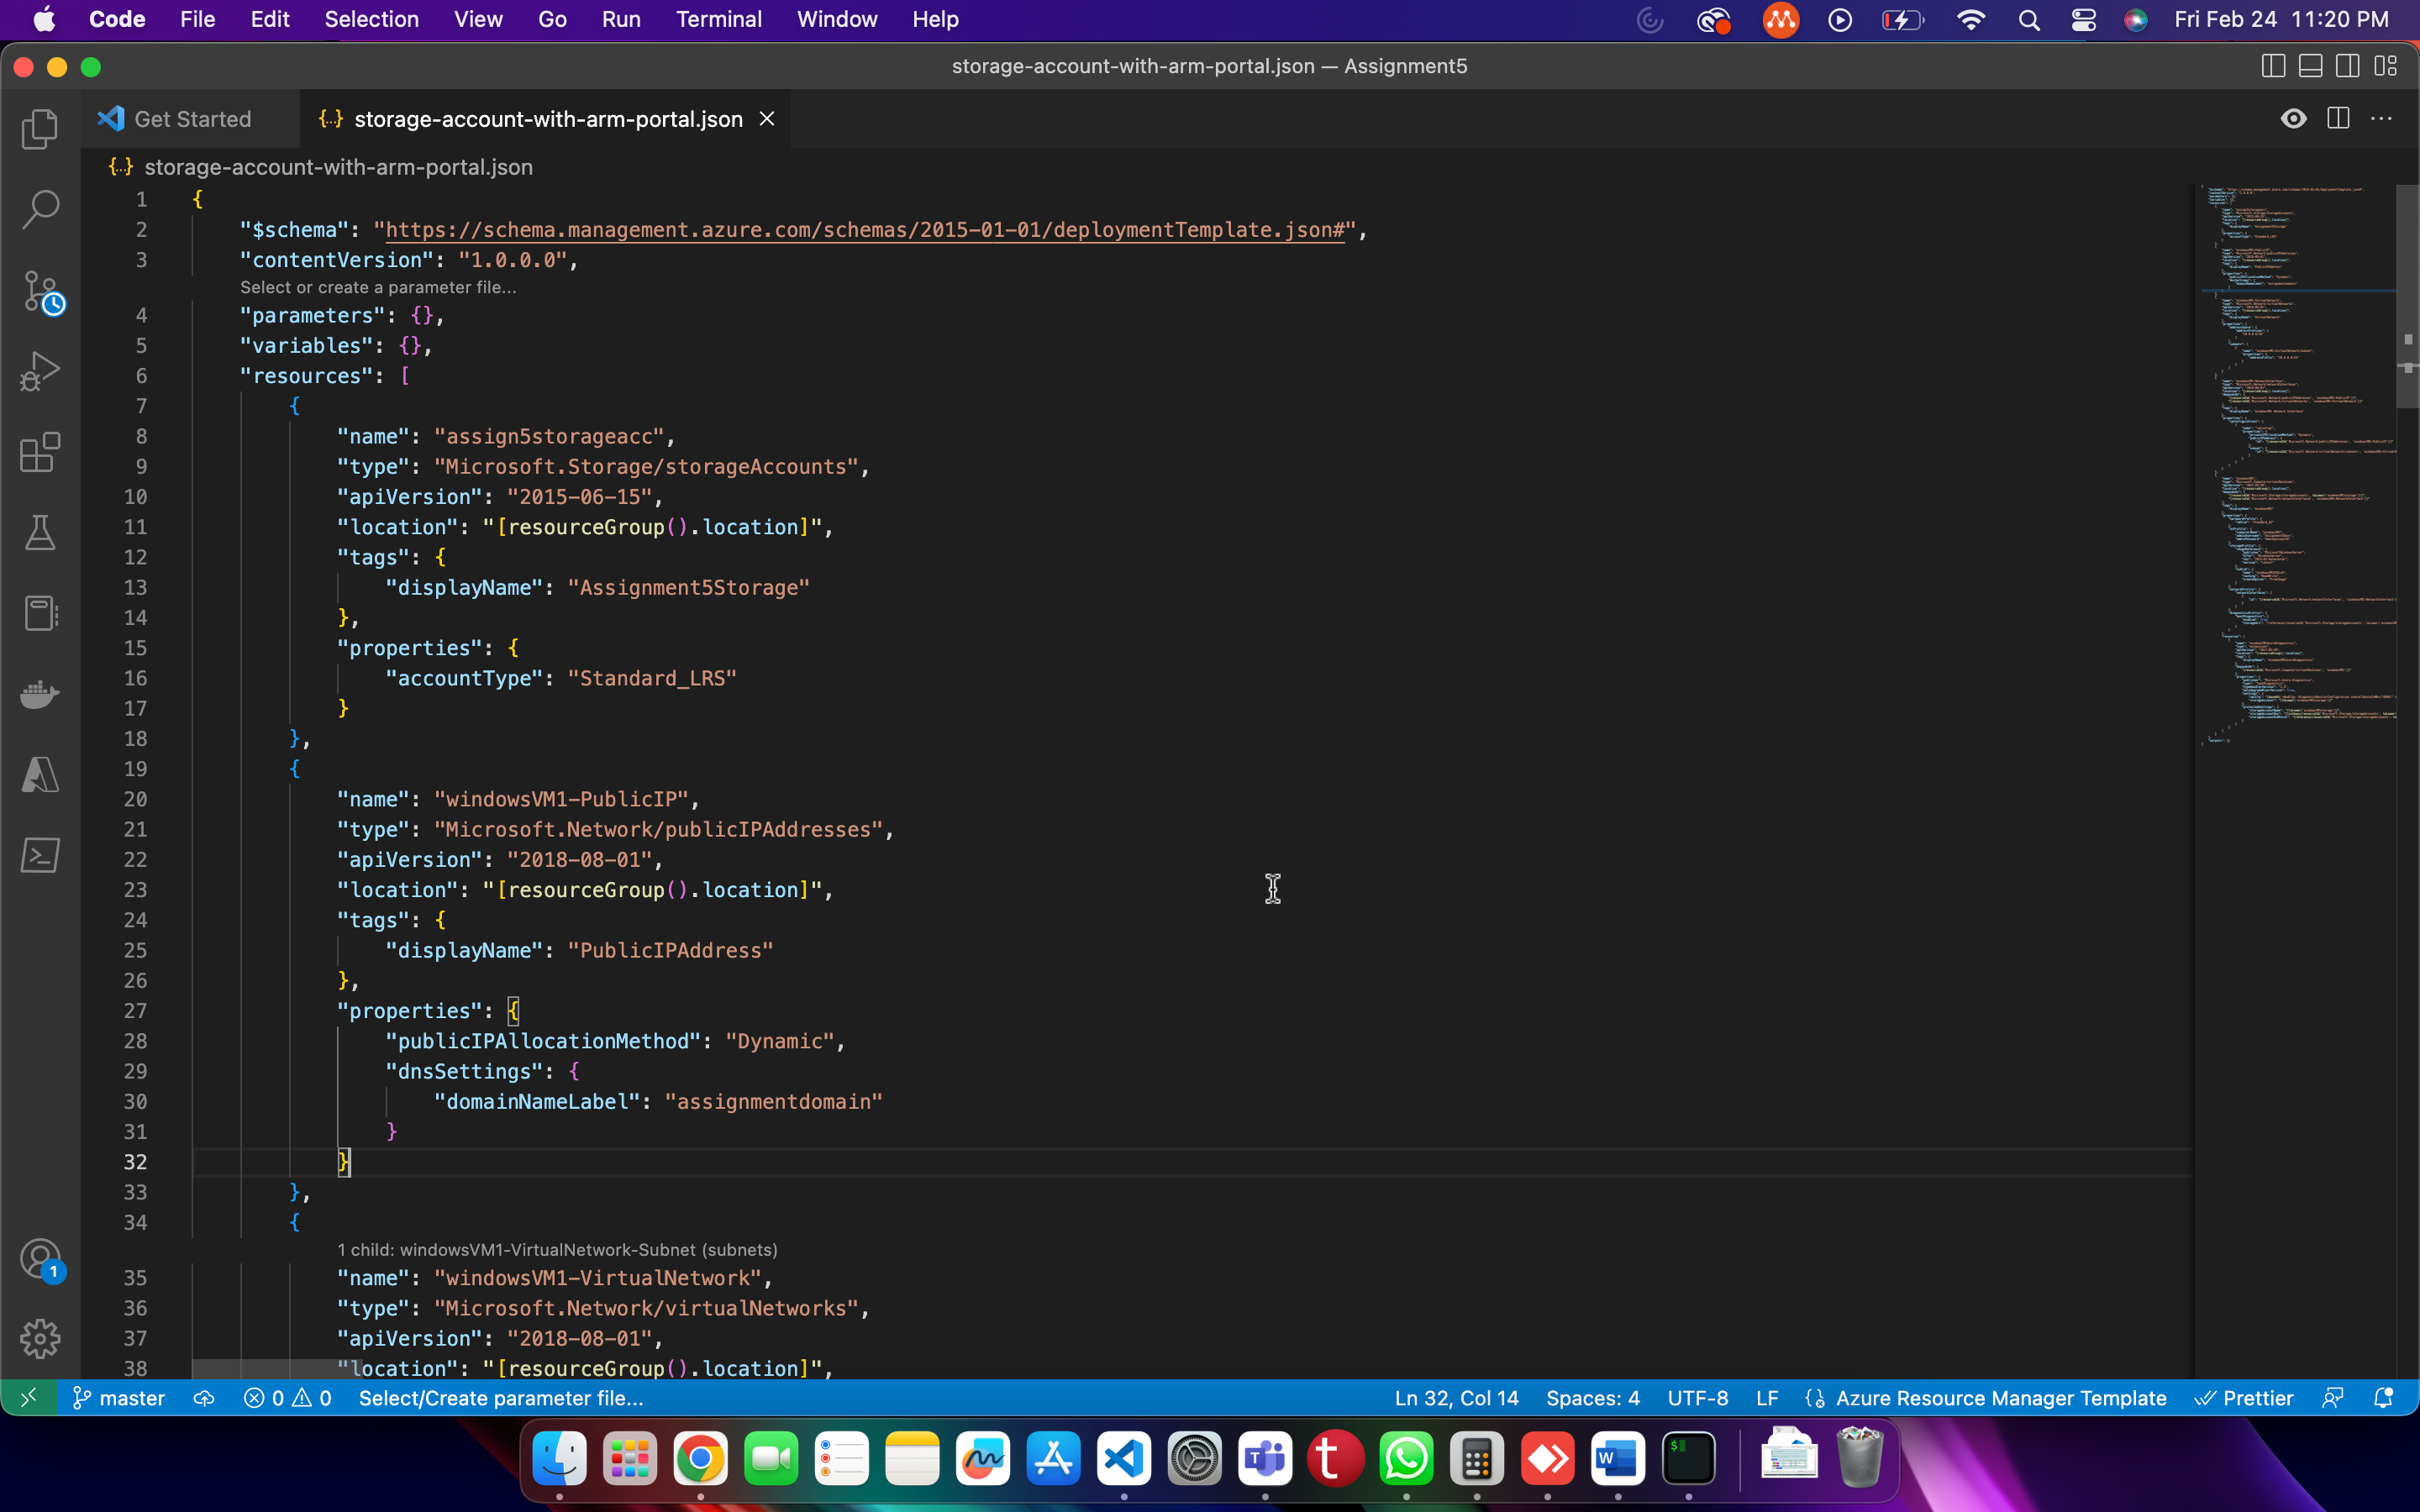 Code File Edit Selection View Go Run Terminal Window Help Fri Feb 24 11:20 PM
storage-account-with-arm-portal.json — Assignment5
Get Started {..} storage-account-with-arm-portal.json
{..} storage-account-with-arm-portal.json
1 {
2 "$schema": "https://schema.management.azure.com/schemas/2015-01-01/deploymentTemplate.json#",
3 "contentVersion": "1.0.0.0",
Select or create a parameter file...
4 "parameters": {},
5 "variables": {},
6 "resources": [
7 {
8 "name": "assign5storageacc",
9 "type": "Microsoft.Storage/storageAccounts",
10 "apiVersion": "2015-06-15",
11 "location": "[resourceGroup().location]",
12 "tags": {
13 "displayName": "Assignment5Storage"
14 },
15 "properties": {
16 "accountType": "Standard_LRS"
17 }
18 },
19 {
20 "name": "windowsVM1-PublicIP",
21 "type": "Microsoft.Network/publicIPAddresses",
22 "apiVersion": "2018-08-01",
23 "location": "[resourceGroup().location]",
24 "tags": {
25 "displayName": "PublicIPAddress"
26 },
27 "properties": {
28 "publicIPAllocationMethod": "Dynamic",
29 "dnsSettings": {
30 "domainNameLabel": "assignmentdomain"
31 }
32 }
33 },
34 {
1 child: windowsVM1-VirtualNetwork-Subnet (subnets)
35 "name": "windowsVM1-VirtualNetwork",
36 "type": "Microsoft.Network/virtualNetworks",
37 "apiVersion": "2018-08-01",
38 "location": "[resourceGroup().location]",
1
master 0 0 Select/Create parameter file... Ln 32, Col 14 Spaces: 4 UTF-8 LF Azure Resource Manager Template Prettier
T t W $